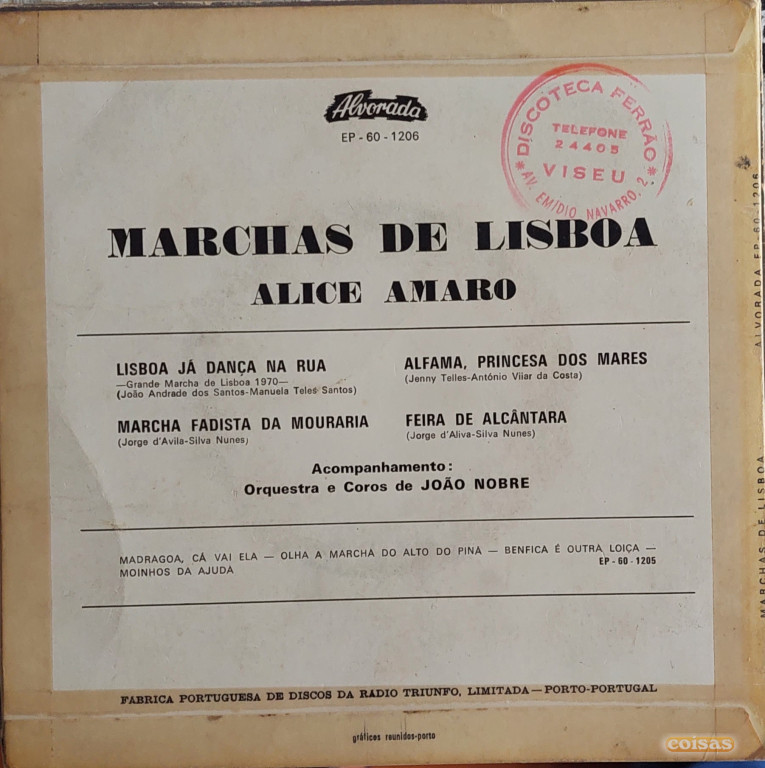 Alvorada
EP - 60 - 1206
* DISCOTECA FERRÃO *
TELEFONE
24405
VISEU
AV. EMÍDIO NAVARRO, 2
MARCHAS DE LISBOA
ALICE AMARO
LISBOA JÁ DANÇA NA RUA
—Grande Marcha de Lisboa 1970—
(João Andrade dos Santos-Manuela Teles Santos)
MARCHA FADISTA DA MOURARIA
(Jorge d'Avila-Silva Nunes)
ALFAMA, PRINCESA DOS MARES
(Jenny Telles-António Vilar da Costa)
FEIRA DE ALCÂNTARA
(Jorge d'Aliva-Silva Nunes)
Acompanhamento:
Orquestra e Coros de JOÃO NOBRE
MADRAGOA, CÁ VAI ELA — OLHA A MARCHA DO ALTO DO PINA — BENFICA É OUTRA LOIÇA —
MOINHOS DA AJUDA
EP - 60 - 1205
FABRICA PORTUGUESA DE DISCOS DA RADIO TRIUNFO, LIMITADA — PORTO-PORTUGAL
gráficos reunidos-porto
MARCHAS DE LISBOA
ALVORADA EP-60-1206
coisas